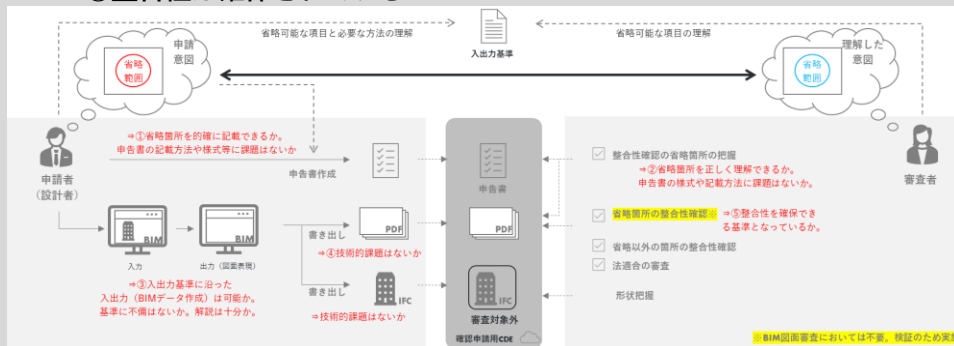 省略可能な項目と必要な方法の理解
省略可能な項目の理解
入出力基準
申請
意図
省略
範囲
理解した
意図
省略
範囲
⇒①省略箇所を的確に記載できるか。
申告書の記載方法や様式等に課題はないか
申請者
(設計者)
申告書作成
申告書
整合性確認の省略箇所の把握
⇒②省略箇所を正しく理解できるか。
申告書の様式や記載方法に課題はないか。
審査者
BIM
入力
BIM
出力（図面表現）
書き出し
PDF
⇒④技術的課題はないか
PDF
省略箇所の整合性確認※
⇒⑤整合性を確保でき
る基準となっているか。
省略以外の箇所の整合性確認
法適合の審査
⇒③入出力基準に沿った
入出力（BIMデータ作成）は可能か。
基準に不備はないか。解説は十分か。
書き出し
IFC
⇒技術的課題はないか
IFC
審査対象外
形状把握
確認申請用CDE
※BIM図面審査においては不要。検証のため実施